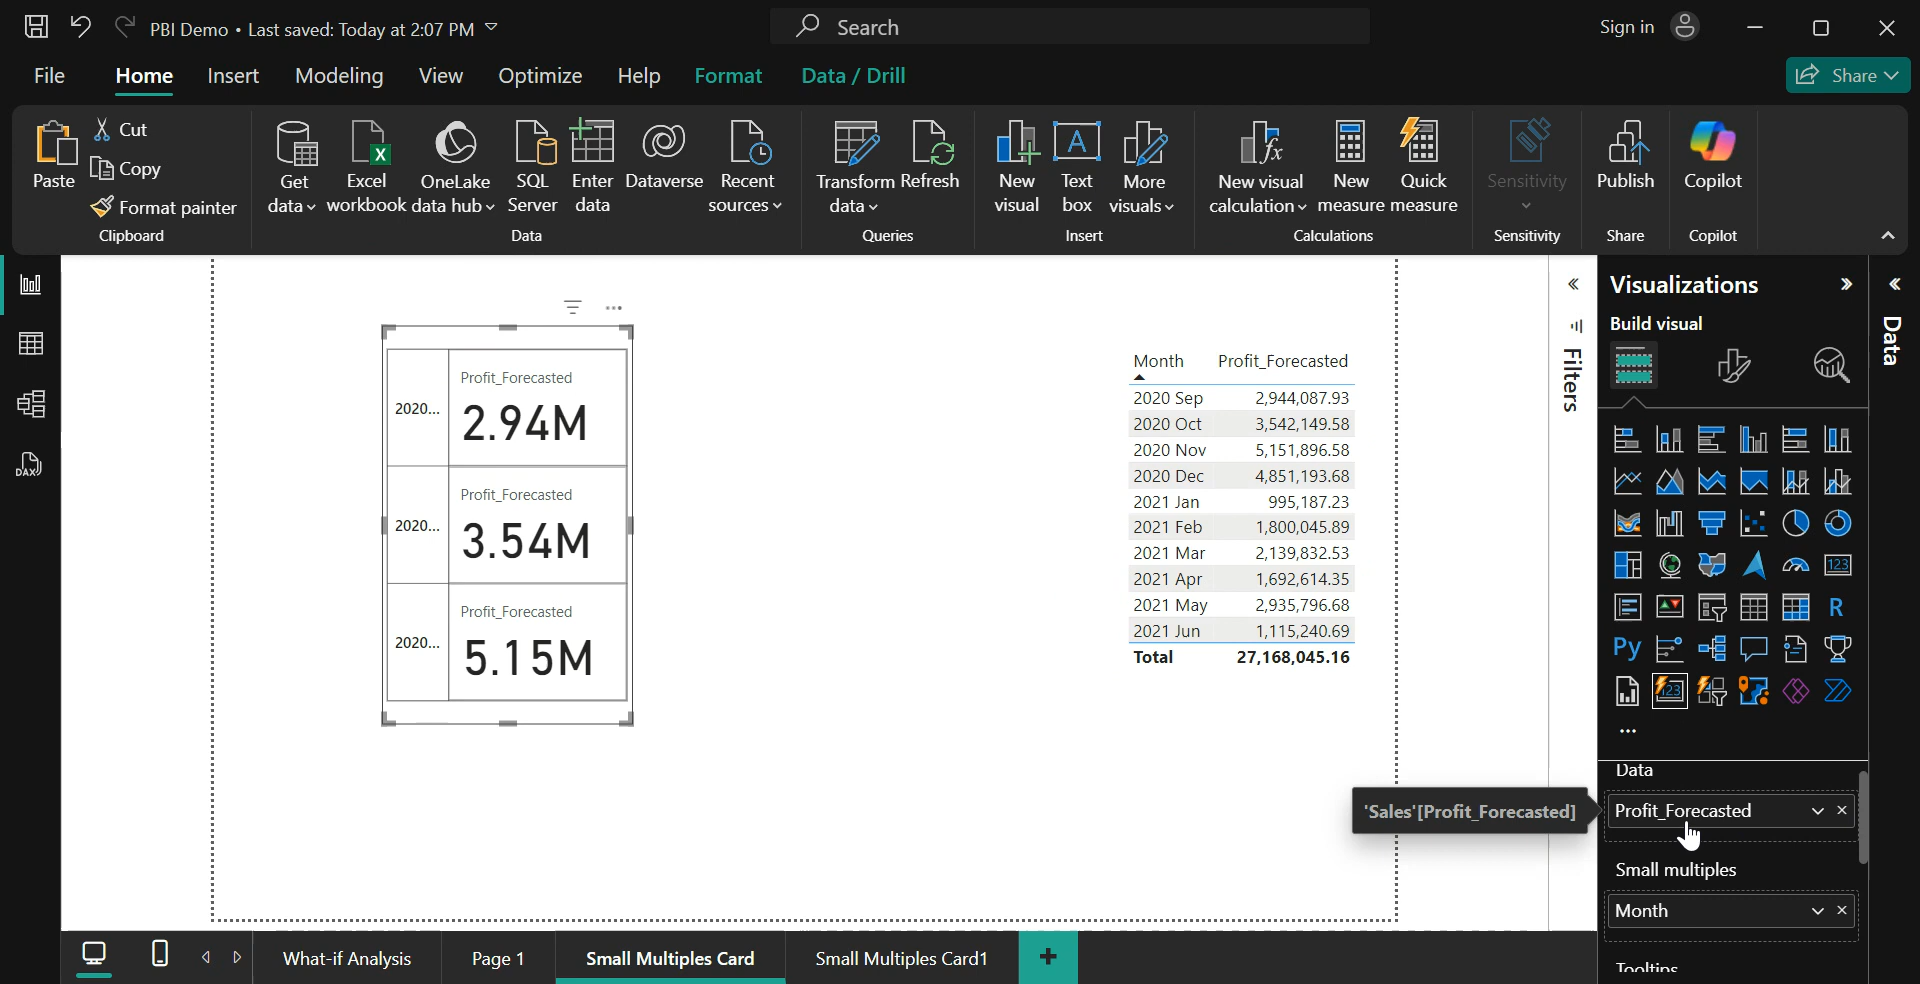 PBI Demo • Last saved: Today at 2:07 PM
Search
Sign in
File Home Insert Modeling View Optimize Help Format Data / Drill
Share
Paste
Cut
Copy
Format painter
Clipboard
Get data
Excel workbook
OneLake data hub
SQL Server
Enter data
Dataverse
Recent sources
Data
Transform data
Refresh
Queries
New visual
Text box
More visuals
Insert
New visual calculation
New measure
Quick measure
Calculations
Sensitivity
Sensitivity
Publish
Share
Copilot
Copilot
DAX
2020...
Profit_Forecasted
2.94M
2020...
Profit_Forecasted
3.54M
2020...
Profit_Forecasted
5.15M
Month Profit_Forecasted
2020 Sep 2,944,087.93
2020 Oct 3,542,149.58
2020 Nov 5,151,896.58
2020 Dec 4,851,193.68
2021 Jan 995,187.23
2021 Feb 1,800,045.89
2021 Mar 2,139,832.53
2021 Apr 1,692,614.35
2021 May 2,935,796.68
2021 Jun 1,115,240.69
Total 27,168,045.16
Filters
Visualizations
Build visual
123
R
Py
123
Data
Profit_Forecasted
'Sales'[Profit_Forecasted]
Small multiples
Month
Tooltips
Data
What-if Analysis
Page 1
Small Multiples Card
Small Multiples Card1